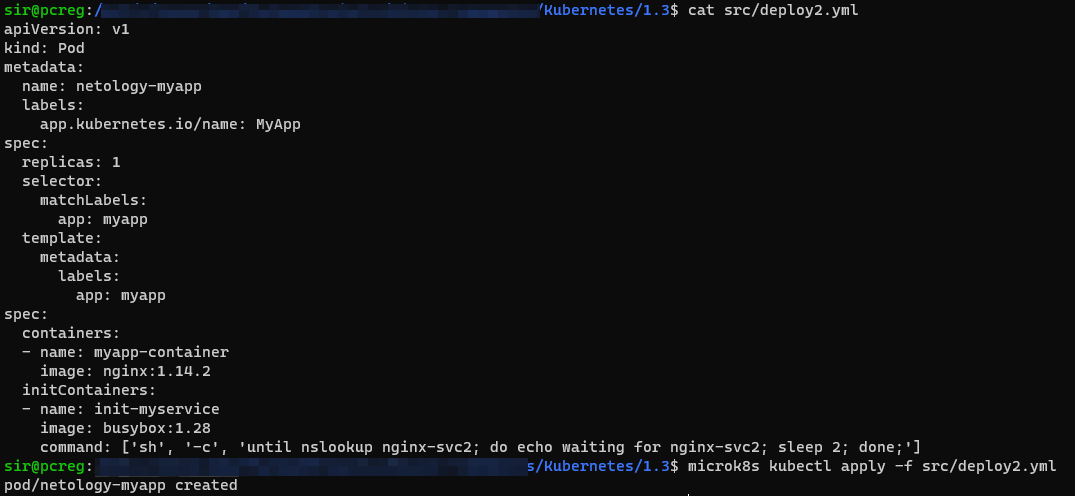 sir@pcreg:/ /Kubernetes/1.3$ cat src/deploy2.yml
apiVersion: v1
kind: Pod
metadata:
  name: netology-myapp
  labels:
    app.kubernetes.io/name: MyApp
spec:
  replicas: 1
  selector:
    matchLabels:
      app: myapp
  template:
    metadata:
      labels:
        app: myapp
spec:
  containers:
  - name: myapp-container
    image: nginx:1.14.2
  initContainers:
  - name: init-myservice
    image: busybox:1.28
    command: ['sh', '-c', 'until nslookup nginx-svc2; do echo waiting for nginx-svc2; sleep 2; done;']
sir@pcreg: s/Kubernetes/1.3$ microk8s kubectl apply -f src/deploy2.yml
pod/netology-myapp created